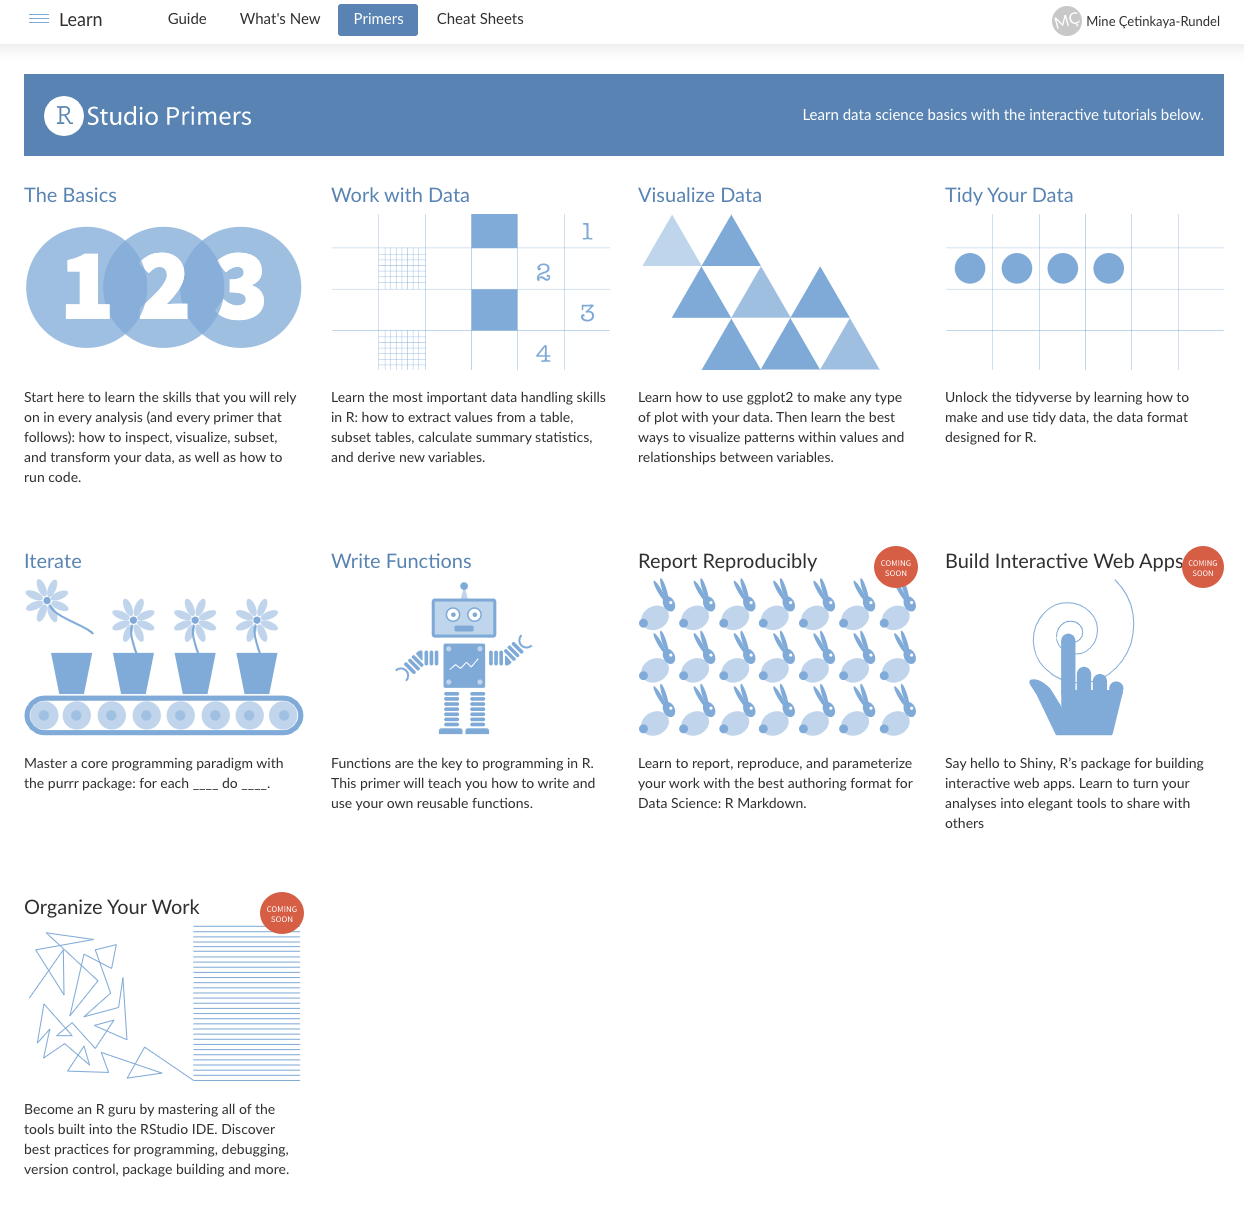 Learn
Guide
What's New
Primers
Cheat Sheets
MÇ
Mine Çetinkaya-Rundel
R Studio Primers
Learn data science basics with the interactive tutorials below.
The Basics
1 2 3
Start here to learn the skills that you will rely
on in every analysis (and every primer that
follows): how to inspect, visualize, subset,
and transform your data, as well as how to
run code.
Work with Data
1
2
3
4
Learn the most important data handling skills
in R: how to extract values from a table,
subset tables, calculate summary statistics,
and derive new variables.
Visualize Data
Learn how to use ggplot2 to make any type
of plot with your data. Then learn the best
ways to visualize patterns within values and
relationships between variables.
Tidy Your Data
Unlock the tidyverse by learning how to
make and use tidy data, the data format
designed for R.
Iterate
Master a core programming paradigm with
the purrr package: for each ____ do ____.
Write Functions
Functions are the key to programming in R.
This primer will teach you how to write and
use your own reusable functions.
Report Reproducibly
COMING
SOON
Learn to report, reproduce, and parameterize
your work with the best authoring format for
Data Science: R Markdown.
Build Interactive Web Apps
COMING
SOON
Say hello to Shiny, R's package for building
interactive web apps. Learn to turn your
analyses into elegant tools to share with
others
Organize Your Work
COMING
SOON
Become an R guru by mastering all of the
tools built into the RStudio IDE. Discover
best practices for programming, debugging,
version control, package building and more.